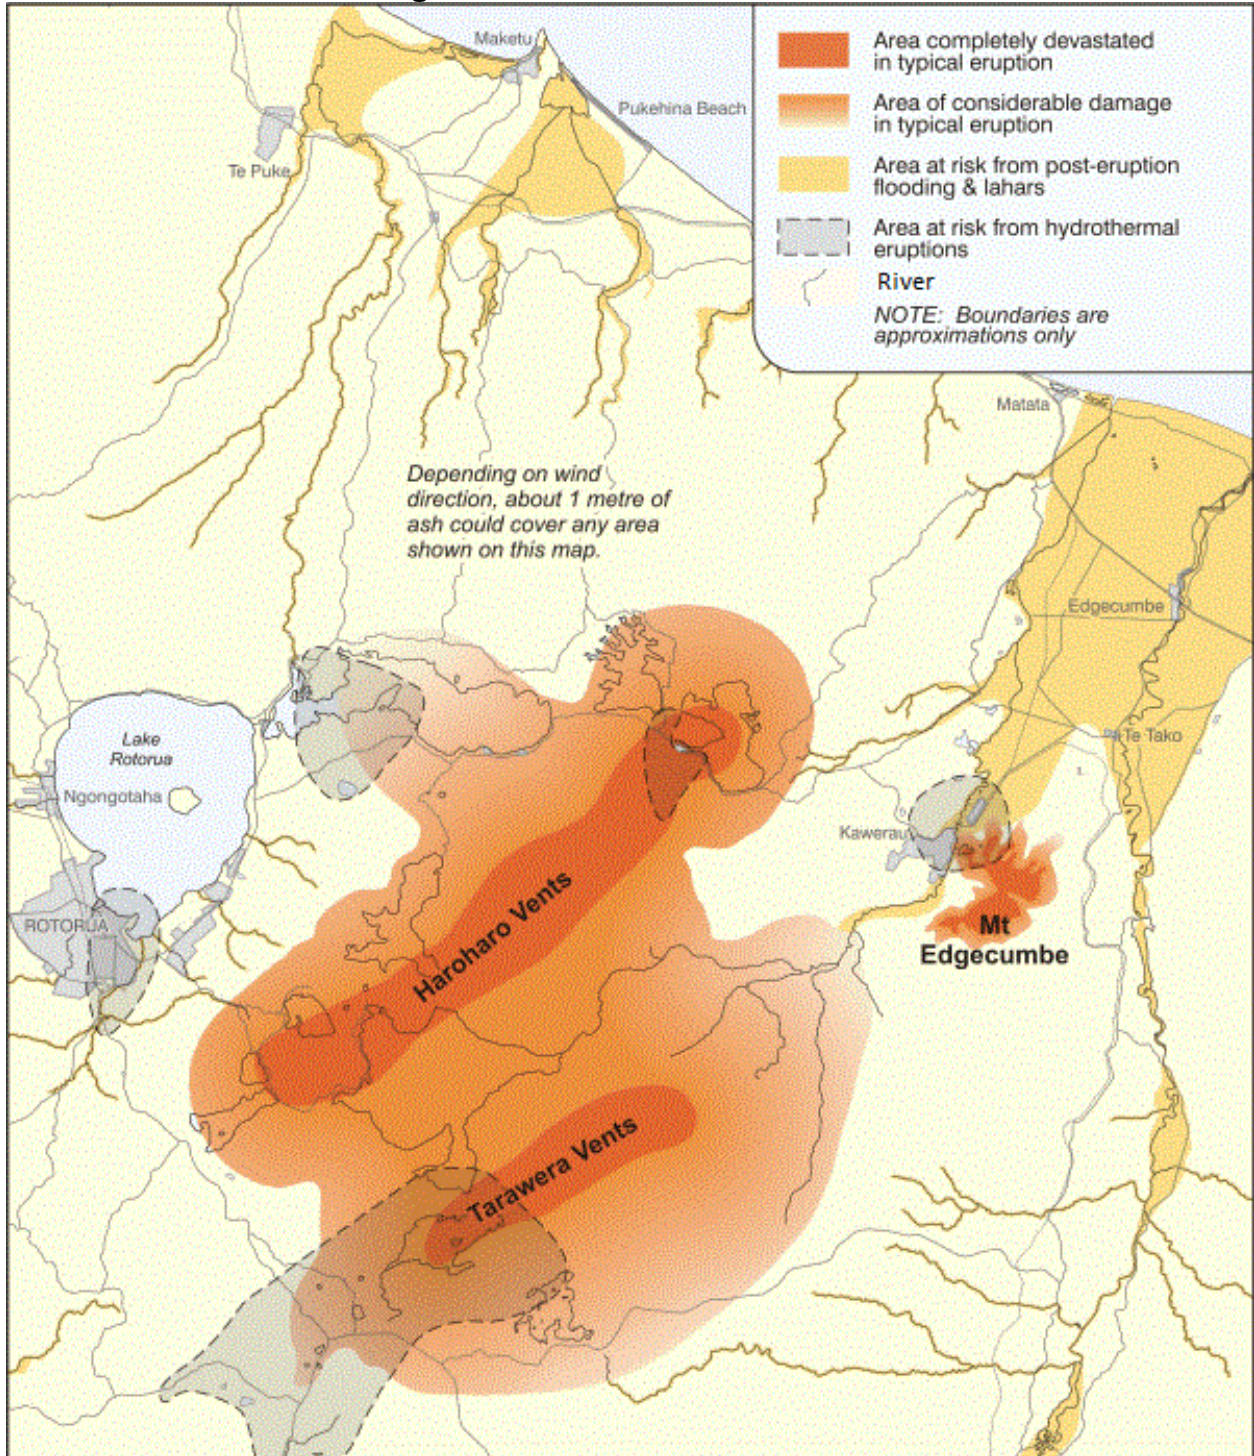 Maketu
Pukehina Beach
Te Puke
Area completely devastated
in typical eruption
Area of considerable damage
in typical eruption
Area at risk from post-eruption
flooding & lahars
Area at risk from hydrothermal
eruptions
River
NOTE: Boundaries are
approximations only
Matata
Depending on wind
direction, about 1 metre of
ash could cover any area
shown on this map.
Edgecumbe
Lake
Rotorua
Te Tako
Ngongotaha
Kawerau
ROTORUA
Haroharo Vents
Mt
Edgecumbe
Tarawera Vents